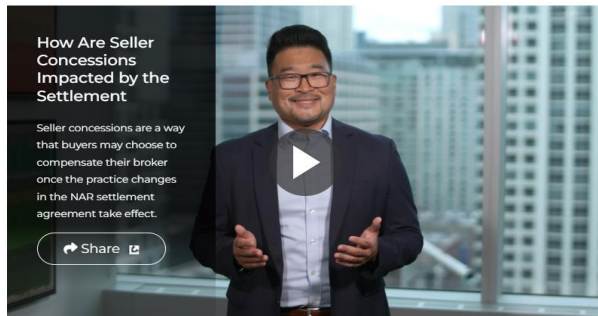 How Are Seller
Concessions
Impacted by the
Settlement
Seller concessions are a way
that buyers may choose to
compensate their broker
once the practice changes
in the NAR settlement
agreement take effect.
Share